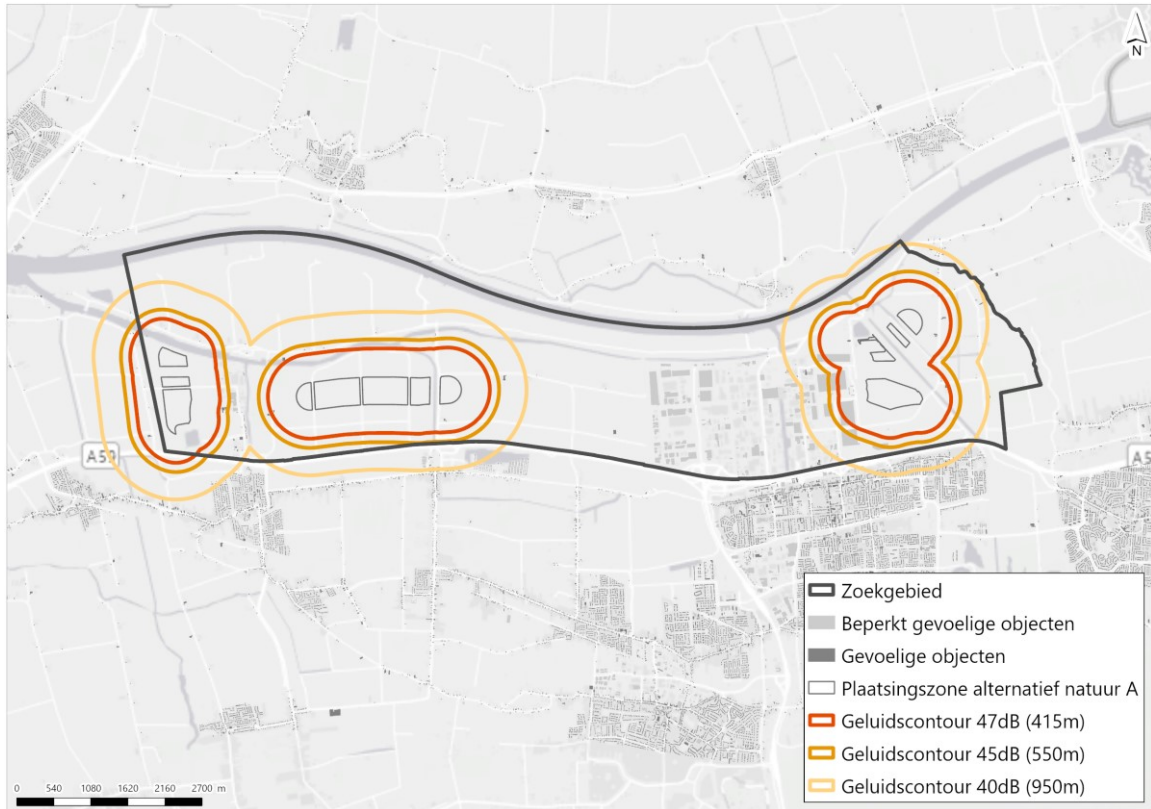 N
A59
A5
Zoekgebied
Beperkt gevoelige objecten
Gevoelige objecten
Plaatsingszone alternatief natuur A
Geluidscontour 47dB (415m)
Geluidscontour 45dB (550m)
Geluidscontour 40dB (950m)
0 540 1080 1620 2160 2700 m